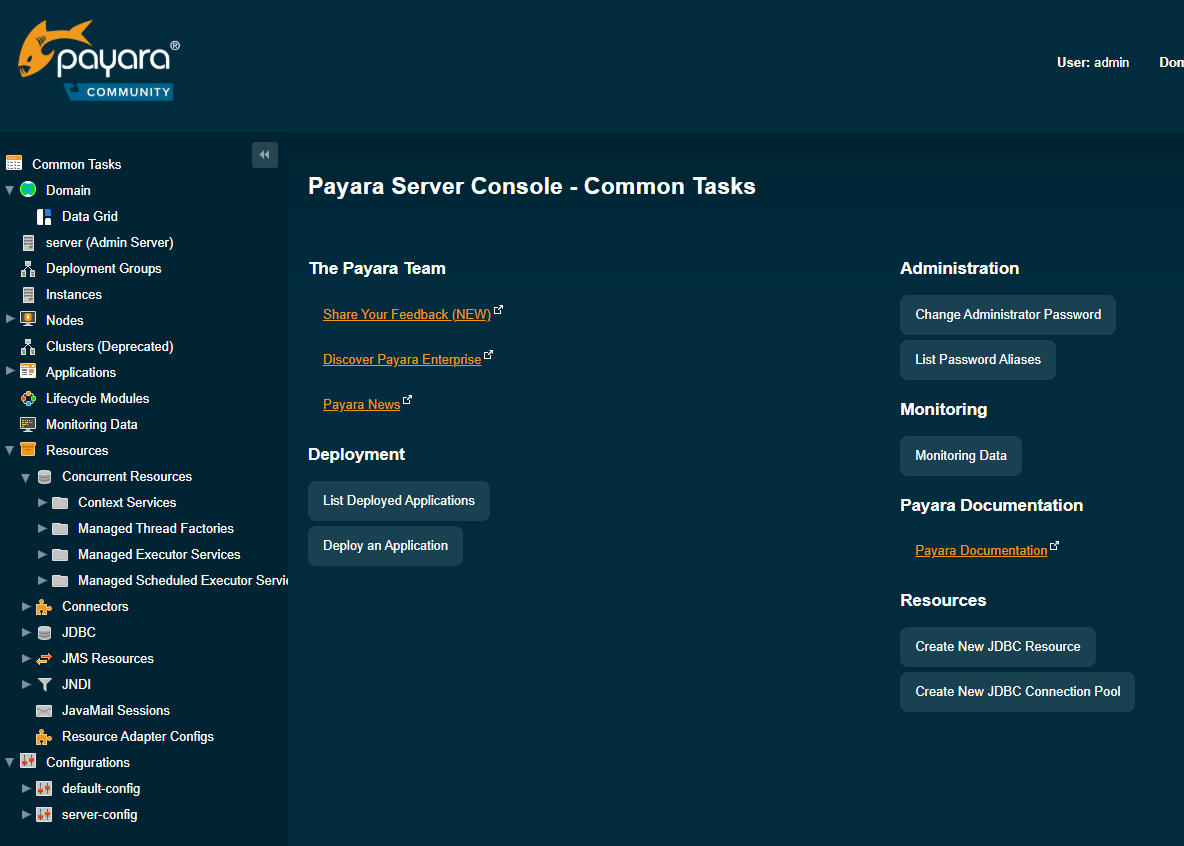 payara®
COMMUNITY
User: admin
Dom
Common Tasks
Domain
Data Grid
server (Admin Server)
Deployment Groups
Instances
Nodes
Clusters (Deprecated)
Applications
Lifecycle Modules
Monitoring Data
Resources
Concurrent Resources
Context Services
Managed Thread Factories
Managed Executor Services
Managed Scheduled Executor Servic
Connectors
JDBC
JMS Resources
JNDI
JavaMail Sessions
Resource Adapter Configs
Configurations
default-config
server-config
Payara Server Console - Common Tasks
The Payara Team
Share Your Feedback (NEW)
Discover Payara Enterprise
Payara News
Deployment
List Deployed Applications
Deploy an Application
Administration
Change Administrator Password
List Password Aliases
Monitoring
Monitoring Data
Payara Documentation
Payara Documentation
Resources
Create New JDBC Resource
Create New JDBC Connection Pool